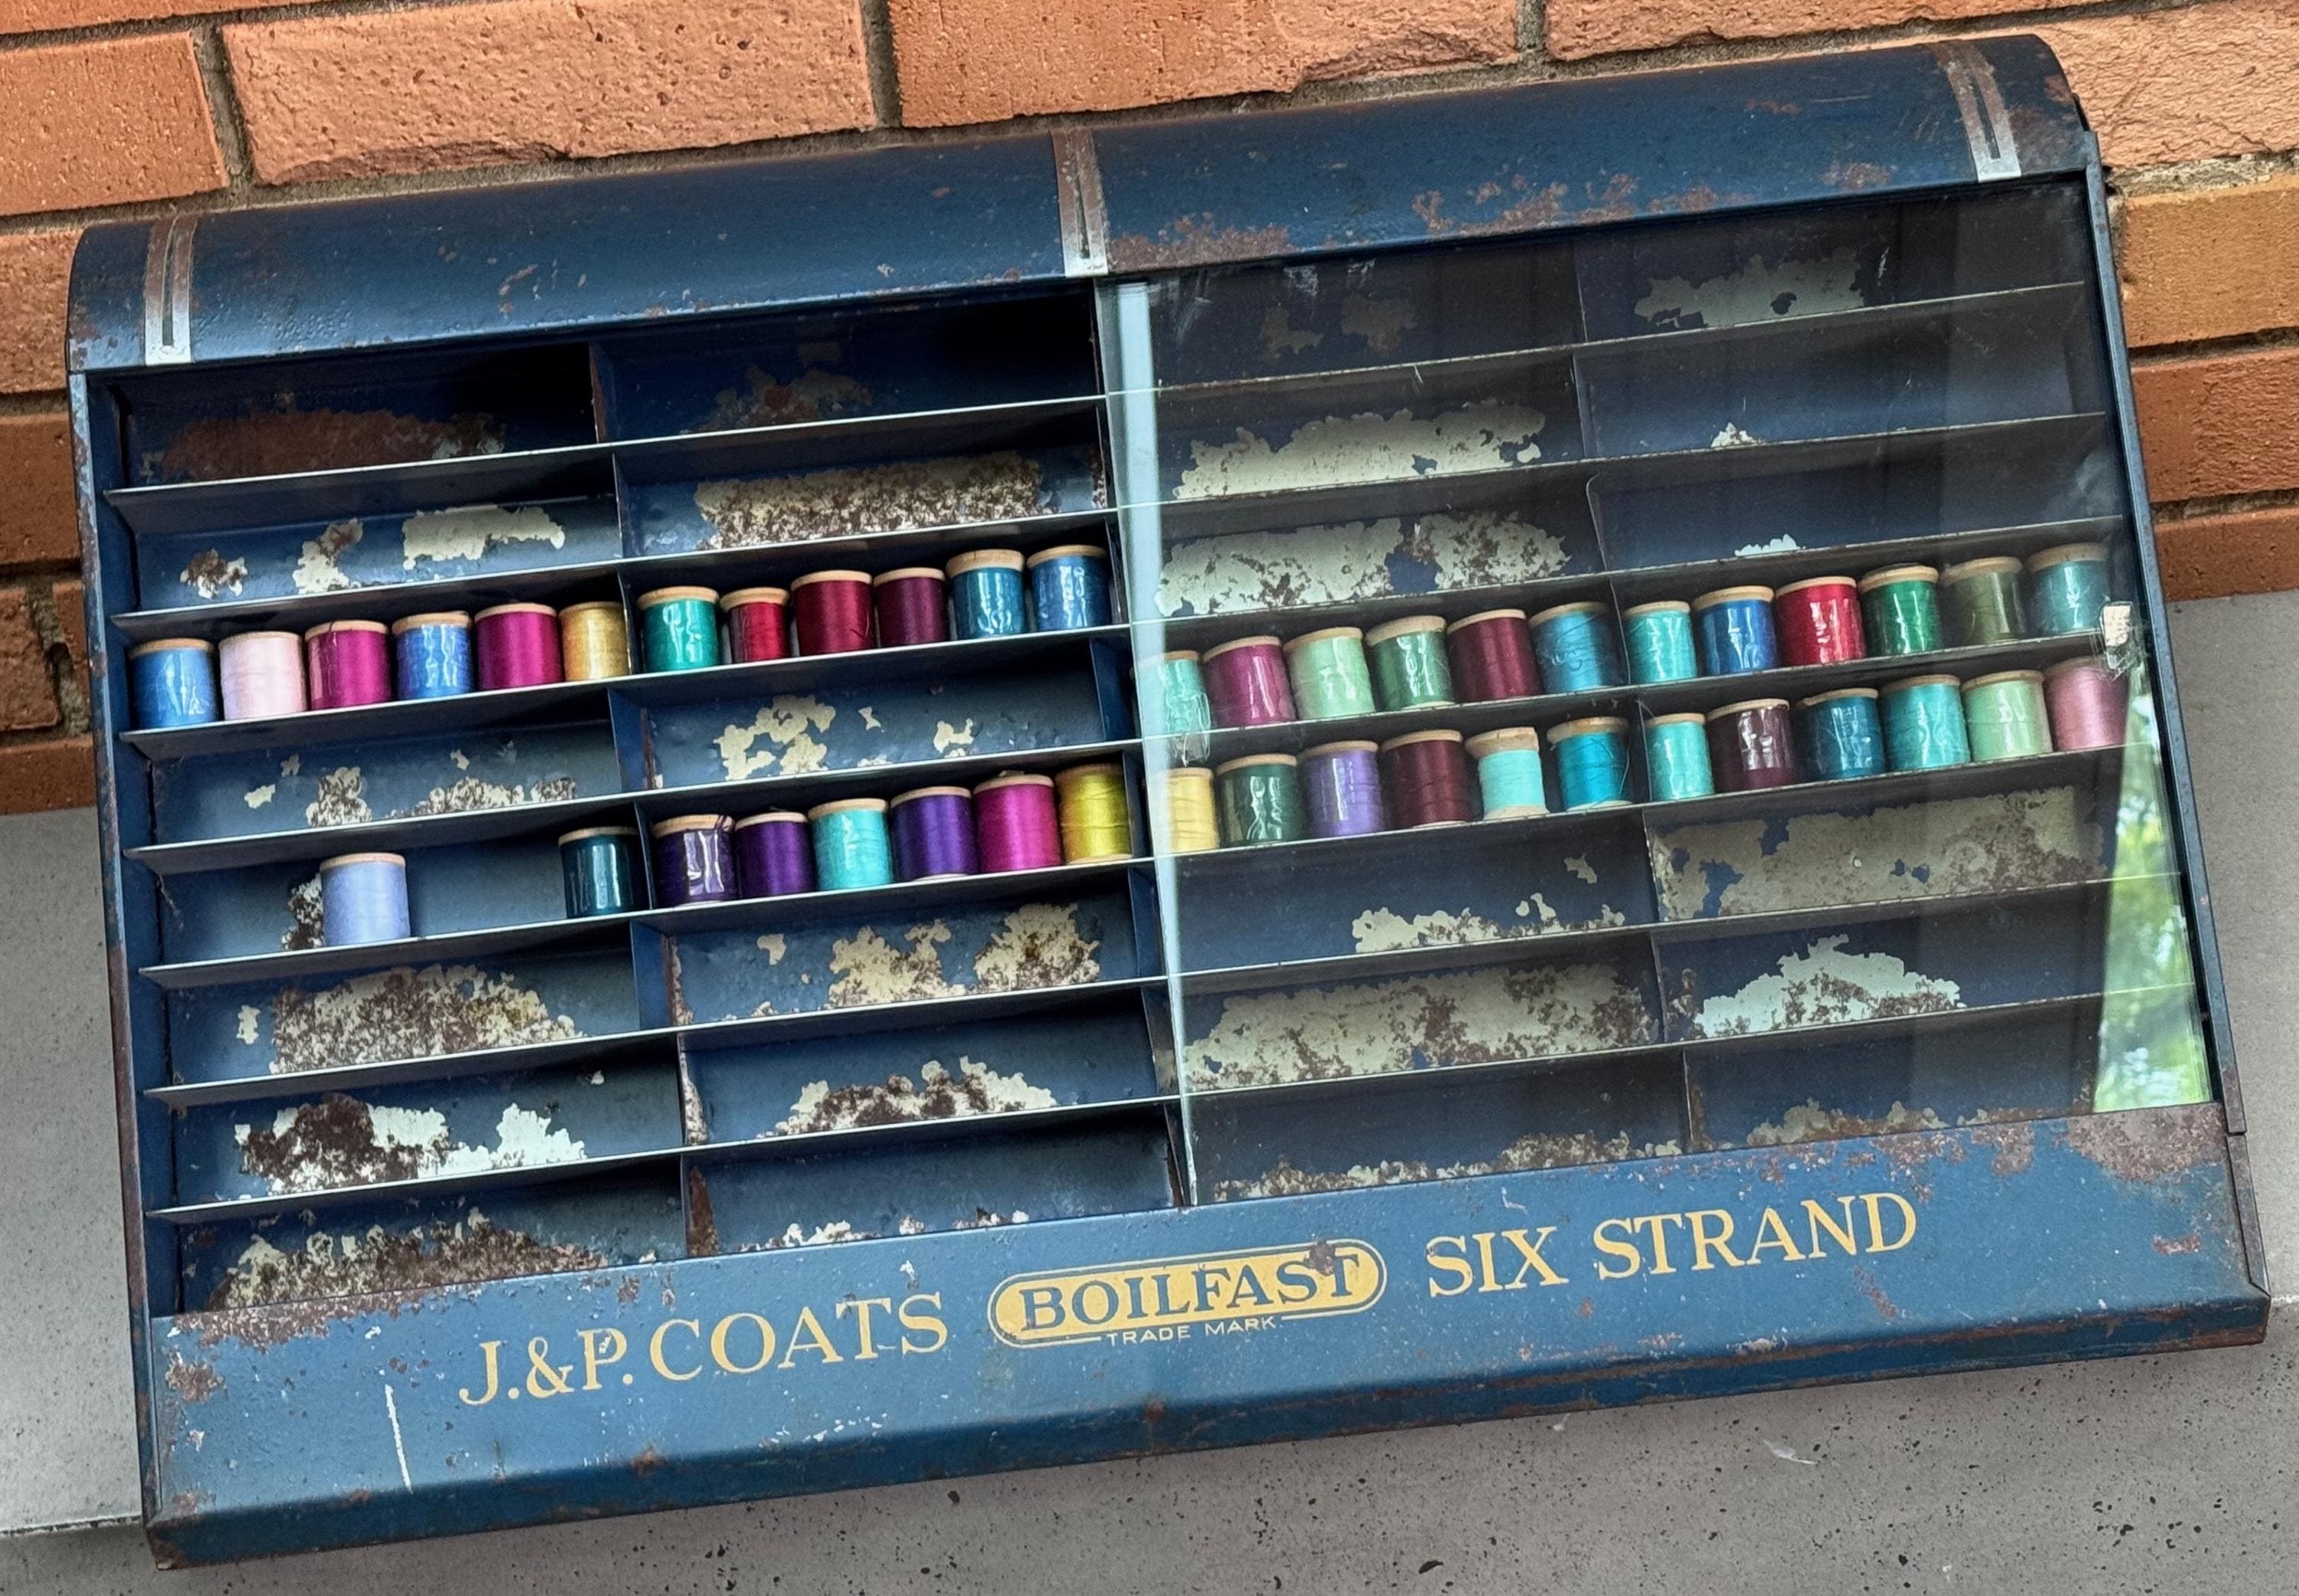 J.&P. COATS BOILFAST SIX STRAND
TRADE MARK